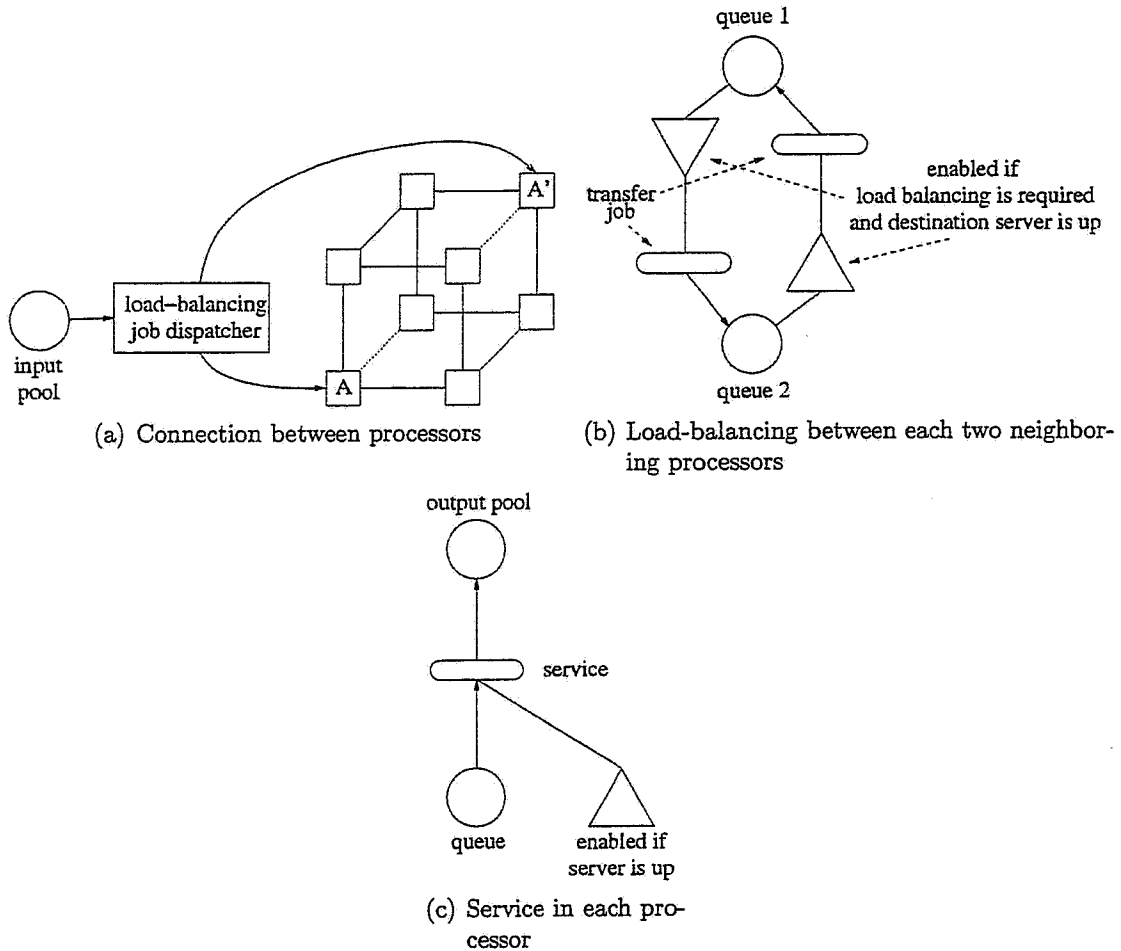 queue 1
A'
enabled if
load balancing is required
and destination server is up
transfer
job
load-balancing
job dispatcher
input
pool
A
queue 2
(a) Connection between processors
(b) Load-balancing between each two neighbor-
ing processors
output pool
service
queue
enabled if
server is up
(c) Service in each pro-
cessor